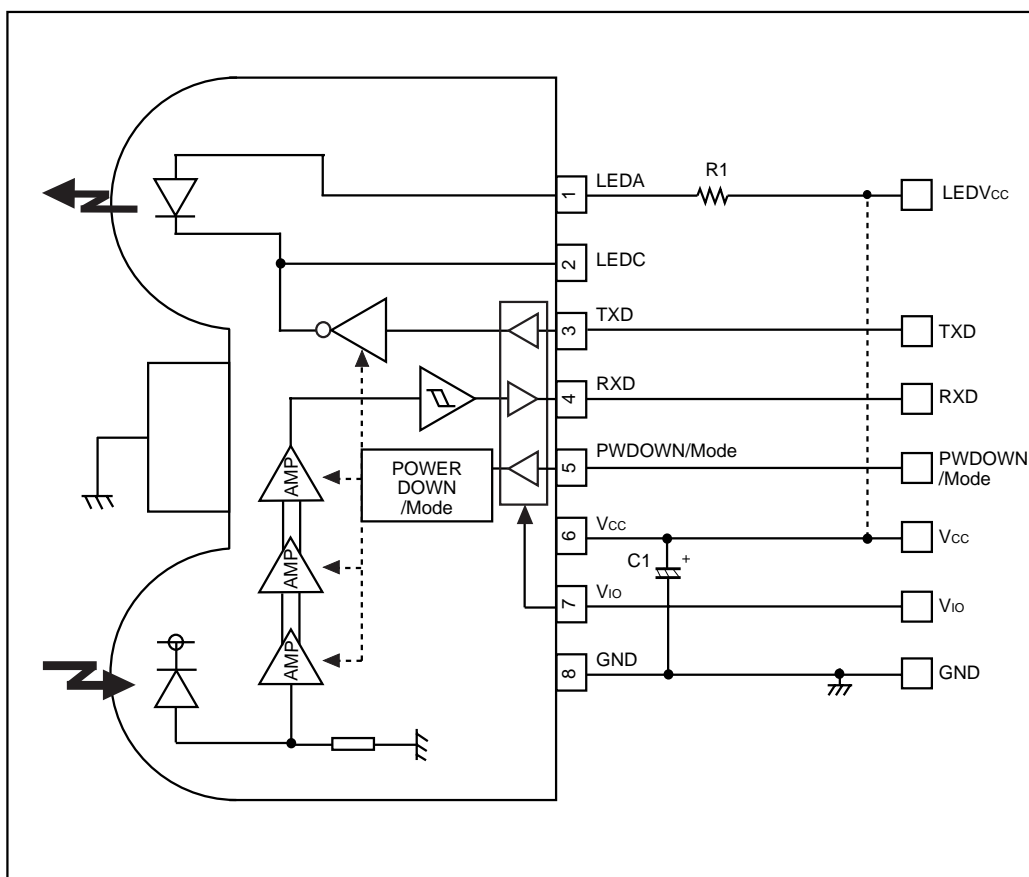 1
LEDA
R1
LEDVcc
2
LEDC
3
TXD
TXD
4
RXD
RXD
5
PWDOWN/Mode
PWDOWN
/Mode
POWER
DOWN
/Mode
AMP
AMP
AMP
6
Vcc
C1
+
Vcc
7
VIO
VIO
8
GND
GND